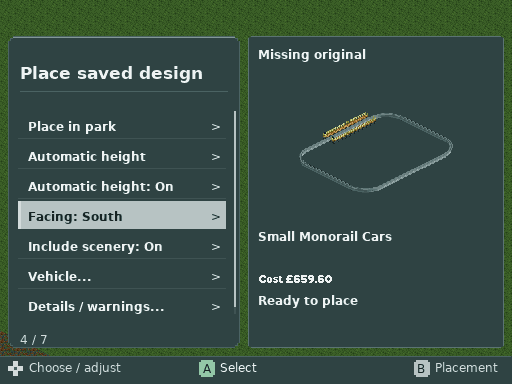 Place saved design
Place in park >
Automatic height >
Automatic height: On >
Facing: South >
Include scenery: On >
Vehicle... >
Details / warnings... >
4 / 7
Missing original
Small Monorail Cars
Cost £659.60
Ready to place
Choose / adjust
A Select
B Placement